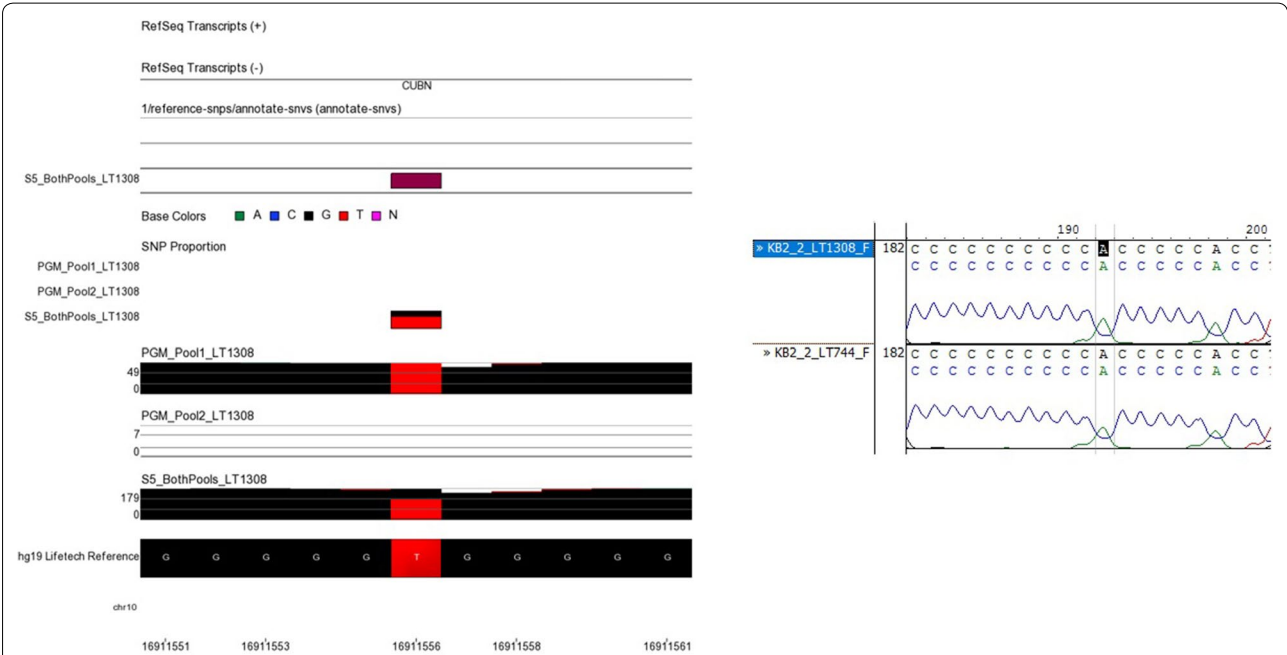 RefSeq Transcripts (+)
RefSeq Transcripts (-)
CUBN
1/reference-snps/annotate-snvs (annotate-snvs)
S5_BothPools_LT1308
Base Colors A C G T N
SNP Proportion
PGM_Pool1_LT1308
PGM_Pool2_LT1308
S5_BothPools_LT1308
PGM_Pool1_LT1308
49
0
PGM_Pool2_LT1308
7
0
S5_BothPools_LT1308
179
0
hg19 Lifetech Reference G G G G G T G G G G G
chr10
16911551 16911553 16911556 16911558 16911561
190 200
» KB2_2_LT1308_F 182 C C C C C C C C C C A C C C C C A C C
C C C C C C C C C C A C C C C C A C C
» KB2_2_LT744_F 182 C C C C C C C C C C A C C C C C A C C
C C C C C C C C C C A C C C C C A C C